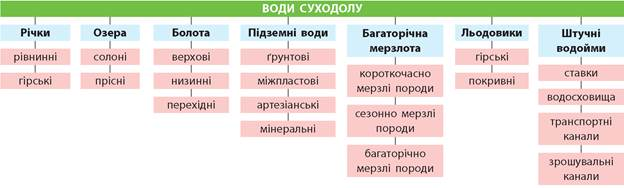 ВОДИ СУХОДОЛУ
Річки
рівнинні
гірські
Озера
солоні
прісні
Болота
верхові
низинні
перехідні
Підземні води
ґрунтові
міжпластові
артезіанські
мінеральні
Багаторічна
мерзлота
короткочасно
мерзлі породи
сезонно мерзлі
породи
багаторічно
мерзлі породи
Льодовики
гірські
покривні
Штучні
водойми
ставки
водосховища
транспортні
канали
зрошувальні
канали